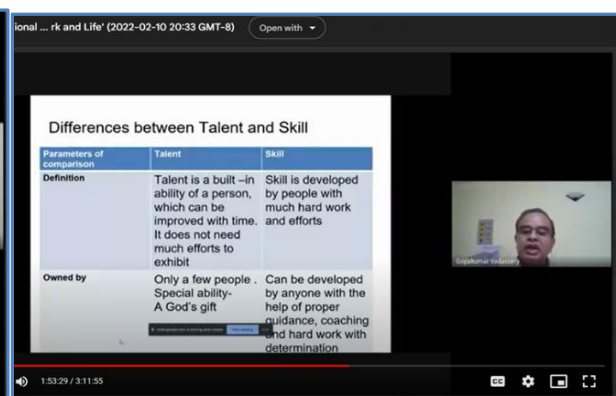 ional ... rk and Life' (2022-02-10 20:33 GMT-8)
Open with
Differences between Talent and Skill
Parameters of comparison
Talent
Skill
Definition
Talent is a built –in
ability of a person,
which can be
improved with time.
It does not need
much efforts to
exhibit
Skill is developed
by people with
much hard work
and efforts
Owned by
Only a few people .
Special ability-
A God's gift
Can be developed
by anyone with the
help of proper
guidance, coaching
and hard work with
determination
Gopakumar Vadassery
1:53:29 / 3:11:55
CC